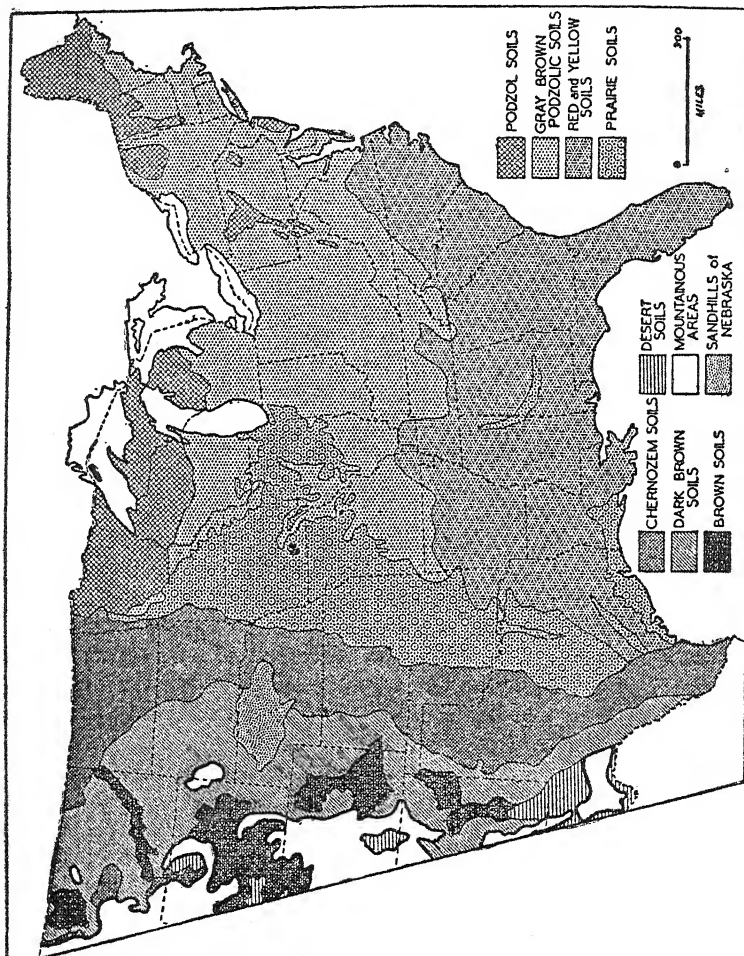 PODZOL SOILS
GRAY BROWN
PODZOLIC SOILS
RED and YELLOW
SOILS
PRAIRIE SOILS
0 300
MILES
CHERNOZEM SOILS
DARK BROWN
SOILS
BROWN SOILS
DESERT
SOILS
MOUNTAINOUS
AREAS
SANDHILLS of
NEBRASKA